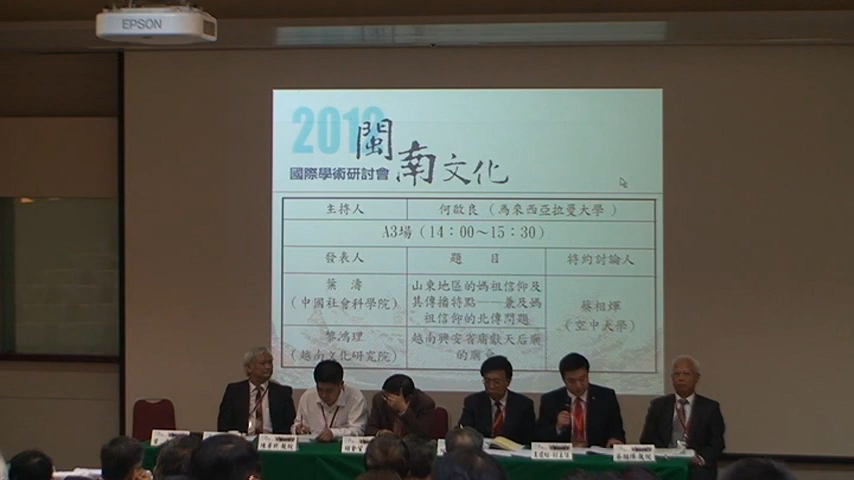 EPSON
2012
閩南文化
國際學術研討會
主持人 何啟良（馬來西亞拉曼大學）
A3場（14：00～15：30）
發表人 題目 特約討論人
葉濤
（中國社會科學院）
山東地區的媽祖信仰及
其傳播特點——兼及媽
祖信仰的北傳問題
蔡相煇
（空中大學）
黎鴻理
（越南文化研究院）
越南興安省庸獻天后廟
的廟會